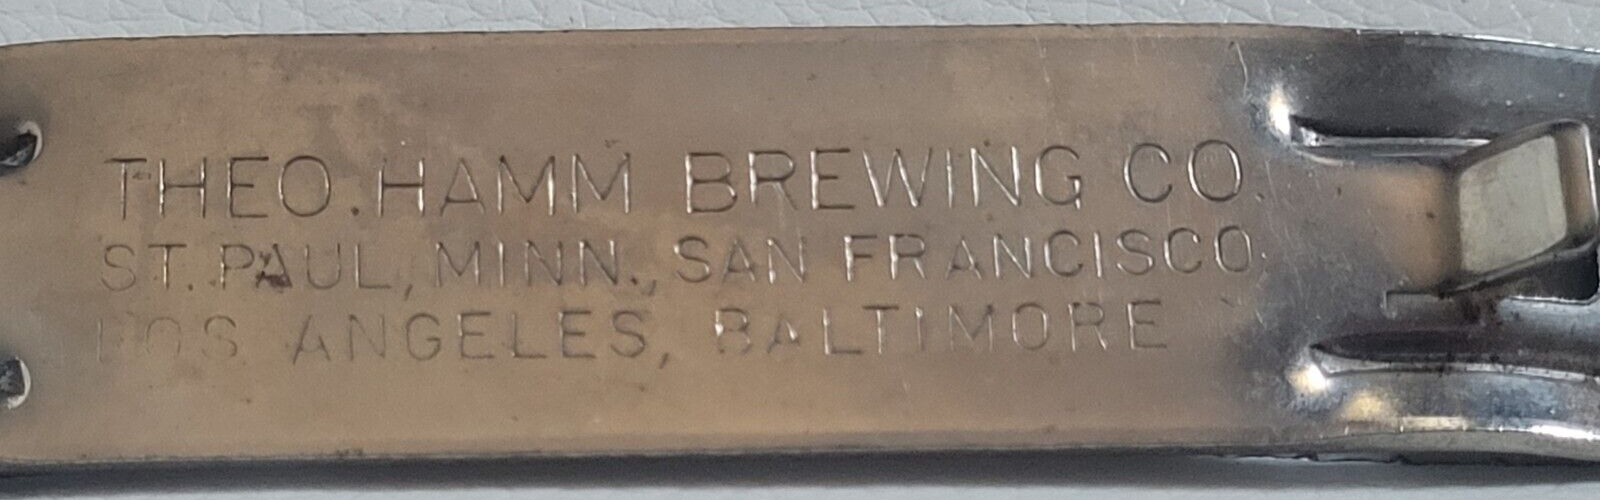 THEO. HAMM BREWING CO.
ST. PAUL, MINN., SAN FRANCISCO
LOS ANGELES, BALTIMORE